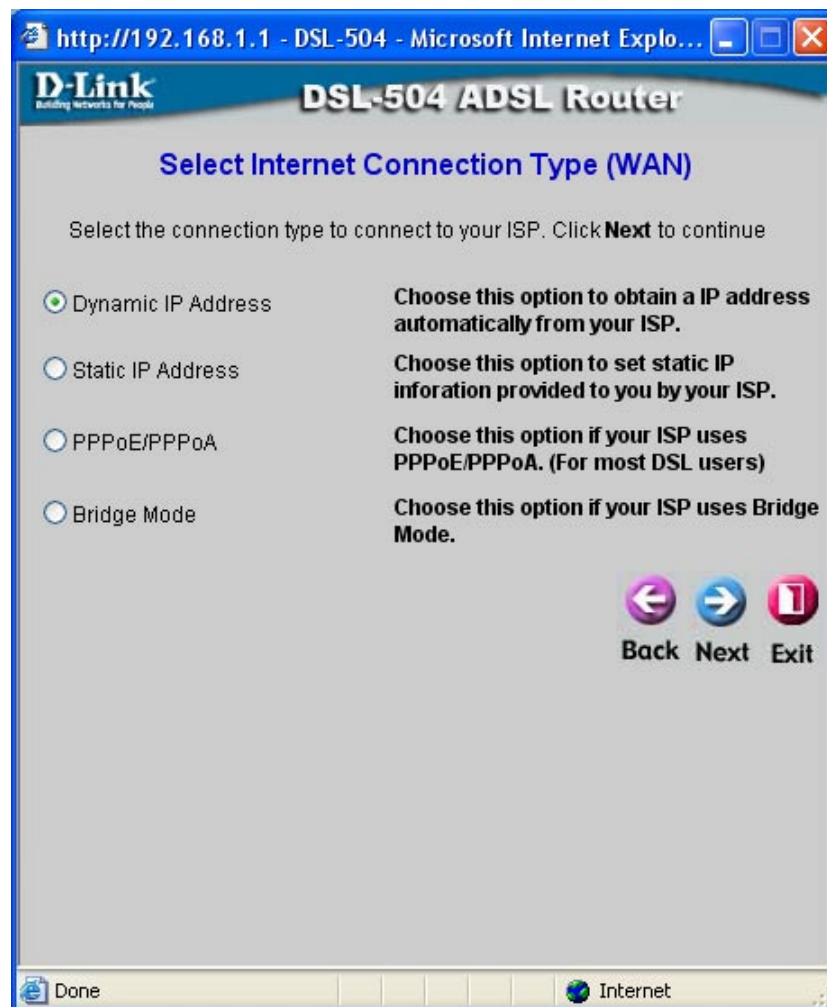 http://192.168.1.1 - DSL-504 - Microsoft Internet Explo...
D-Link
Building Networks for People
DSL-504 ADSL Router
Select Internet Connection Type (WAN)
Select the connection type to connect to your ISP. Click Next to continue
Dynamic IP Address
Choose this option to obtain a IP address
automatically from your ISP.
Static IP Address
Choose this option to set static IP
inforation provided to you by your ISP.
PPPoE/PPPoA
Choose this option if your ISP uses
PPPoE/PPPoA. (For most DSL users)
Bridge Mode
Choose this option if your ISP uses Bridge
Mode.
Back Next Exit
Done
Internet